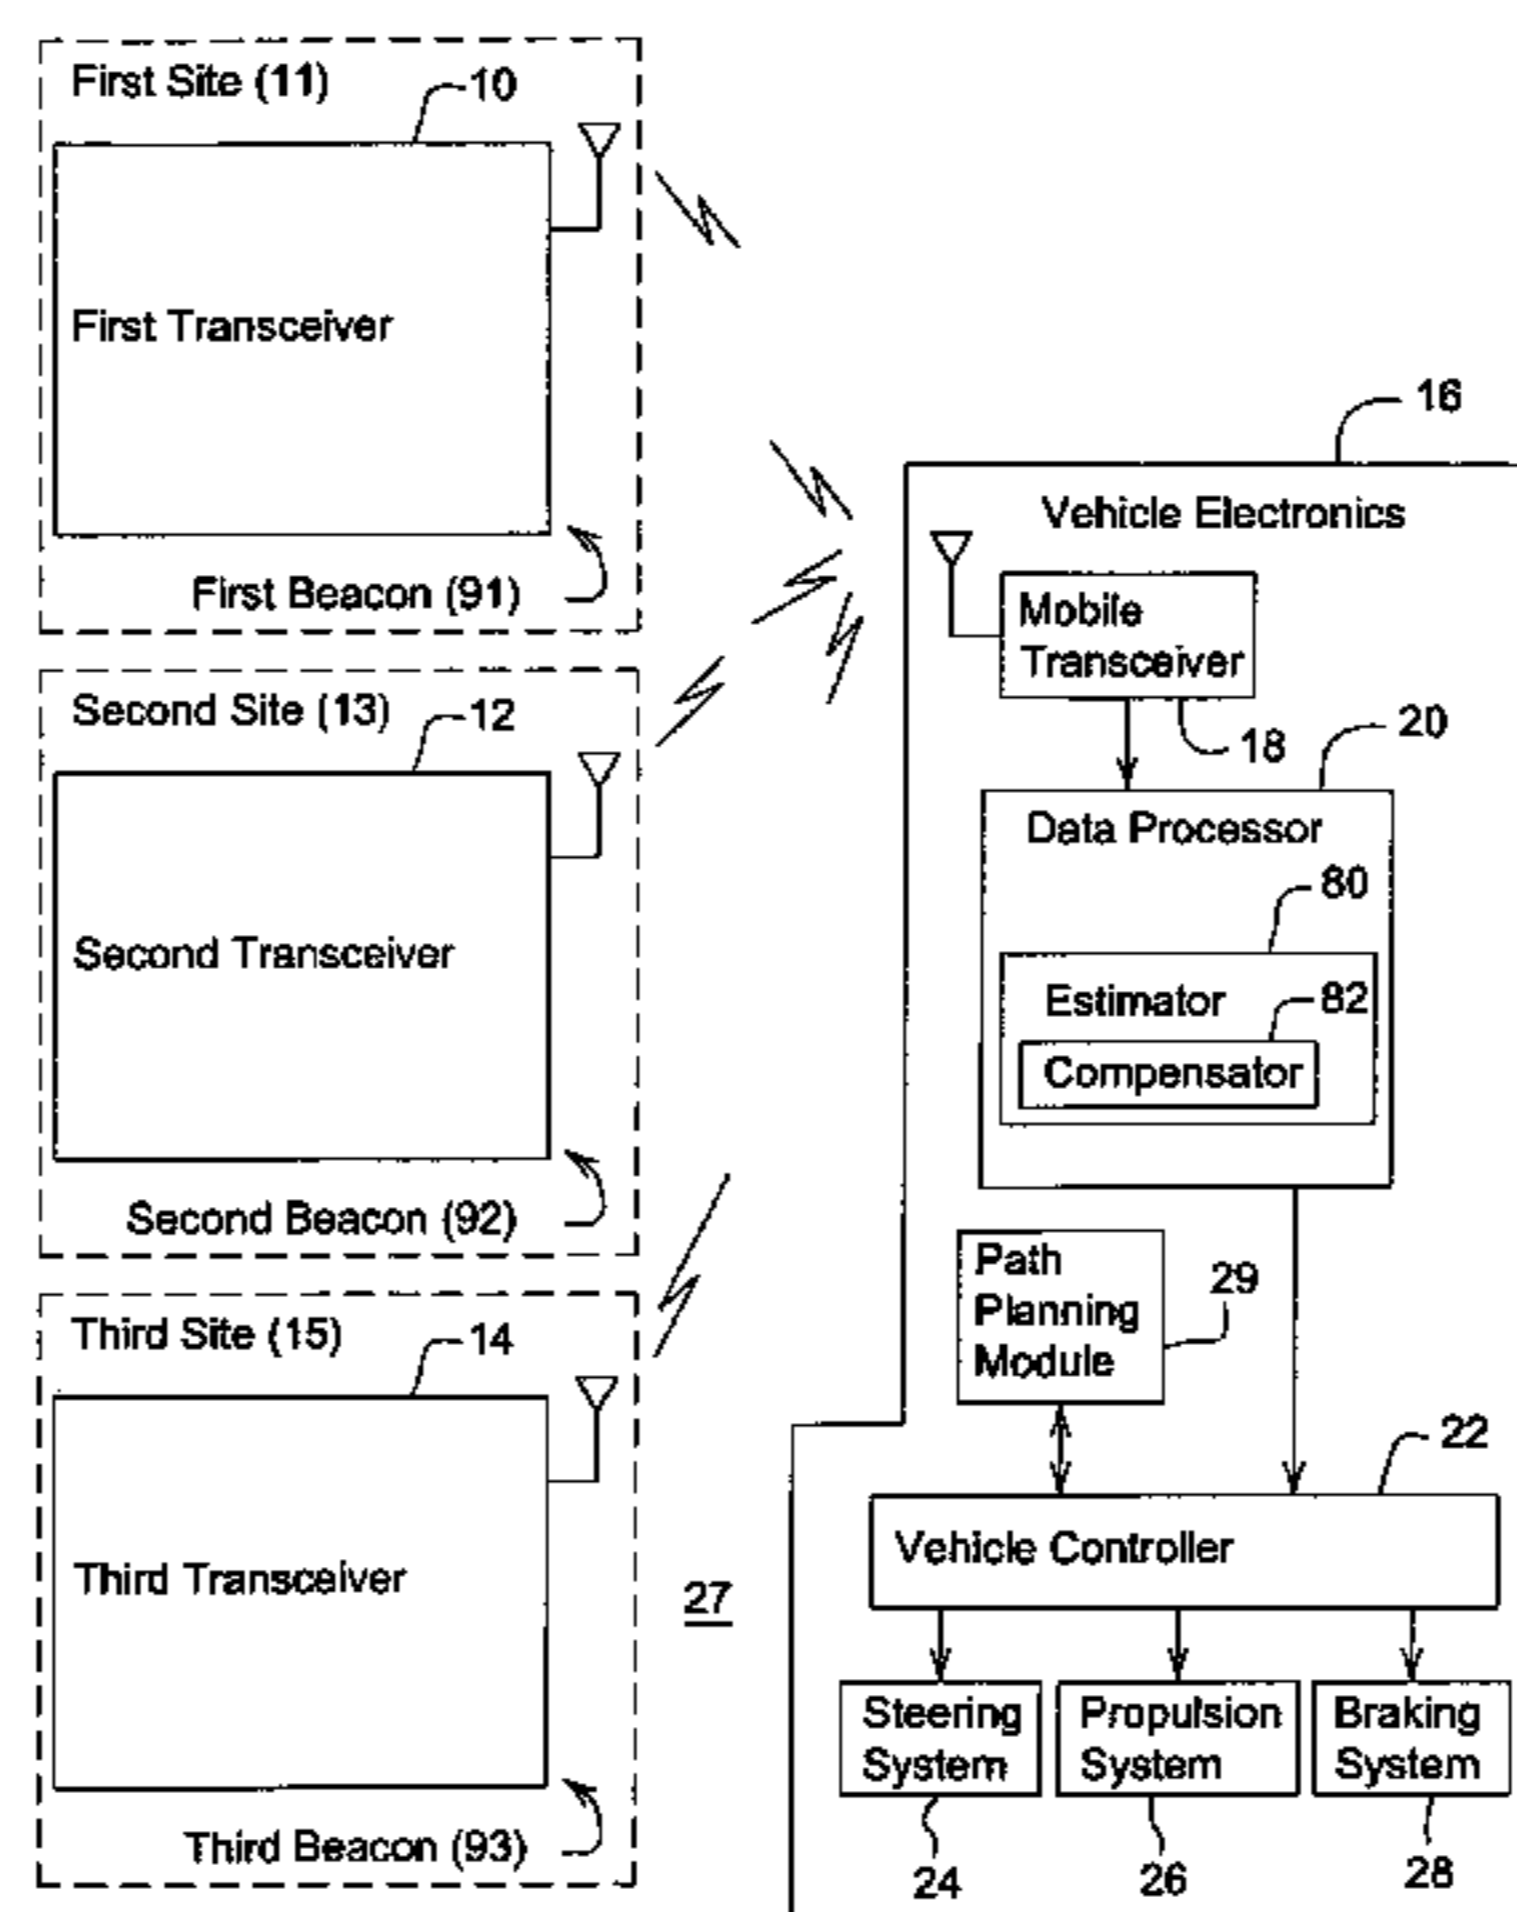 First Site (11)
10
First Transceiver
First Beacon (91)
Second Site (13)
12
Second Transceiver
Second Beacon (92)
Third Site (15)
14
Third Transceiver
Third Beacon (93)
27
16
Vehicle Electronics
Mobile
Transceiver
18
20
Data Processor
80
Estimator
82
Compensator
Path
Planning
Module
29
22
Vehicle Controller
Steering
System
24
Propulsion
System
26
Braking
System
28